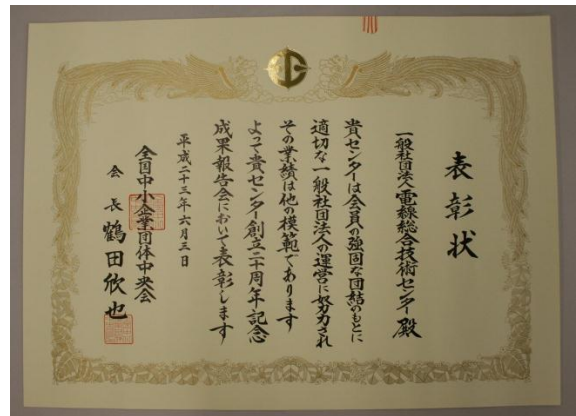 表彰状
一般社団法人電線総合技術センター殿
貴センターは会員の強固な団結のもとに
適切な一般社団法人の運営に努力され
その業績は他の模範であります
よって貴センター創立二十周年記念
成果報告会において表彰します
平成二十三年六月三日
全国中小企業団体中央会
会長 鶴田欣也